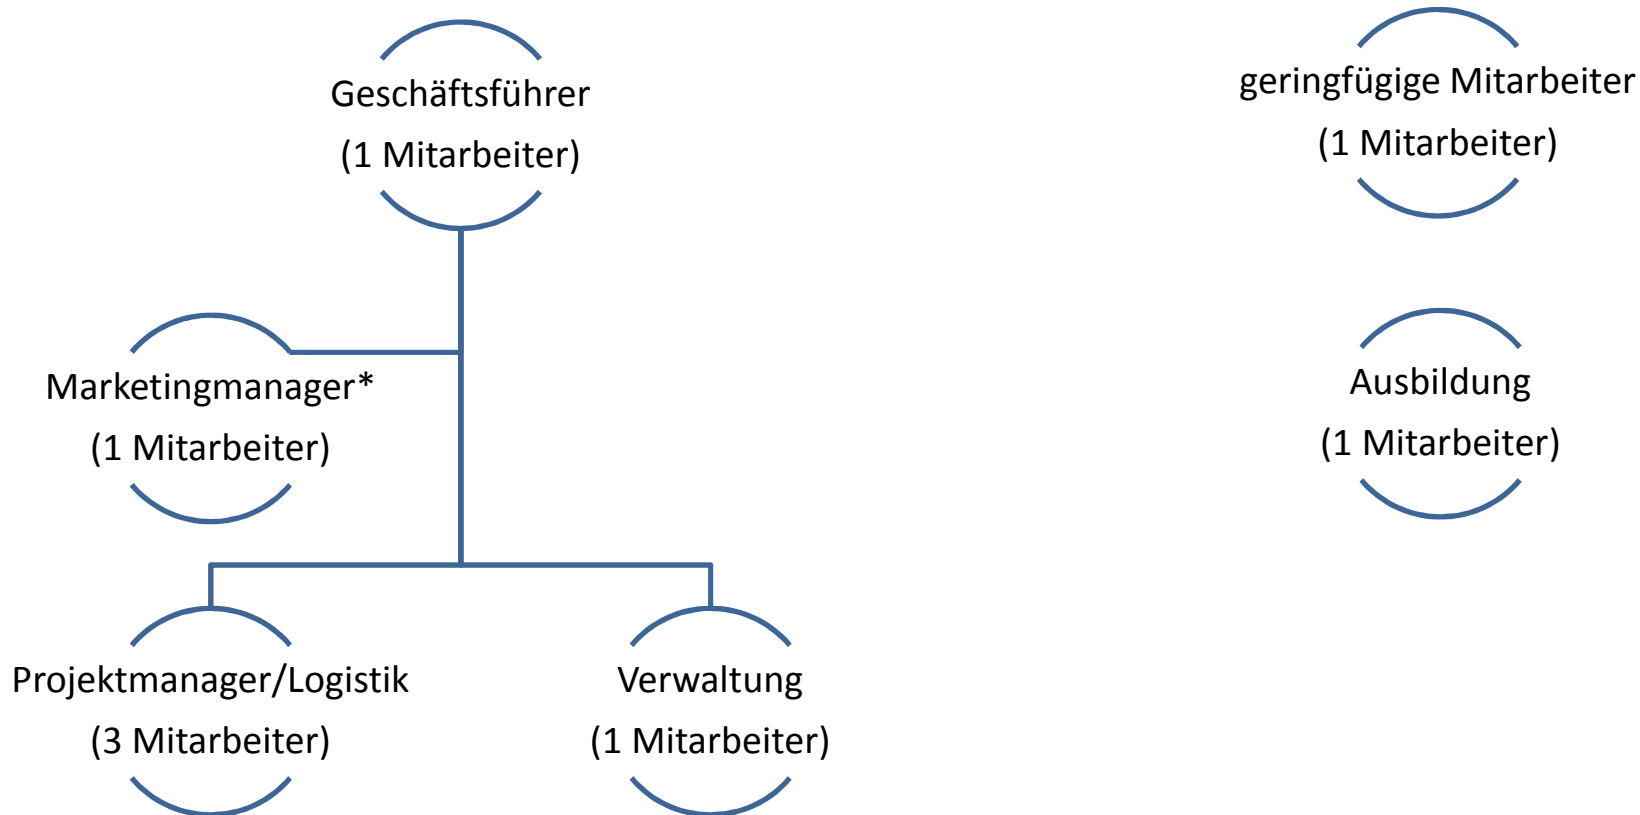 Geschäftsführer
(1 Mitarbeiter)
geringfügige Mitarbeiter
(1 Mitarbeiter)
Marketingmanager*
(1 Mitarbeiter)
Ausbildung
(1 Mitarbeiter)
Projektmanager/Logistik
(3 Mitarbeiter)
Verwaltung
(1 Mitarbeiter)